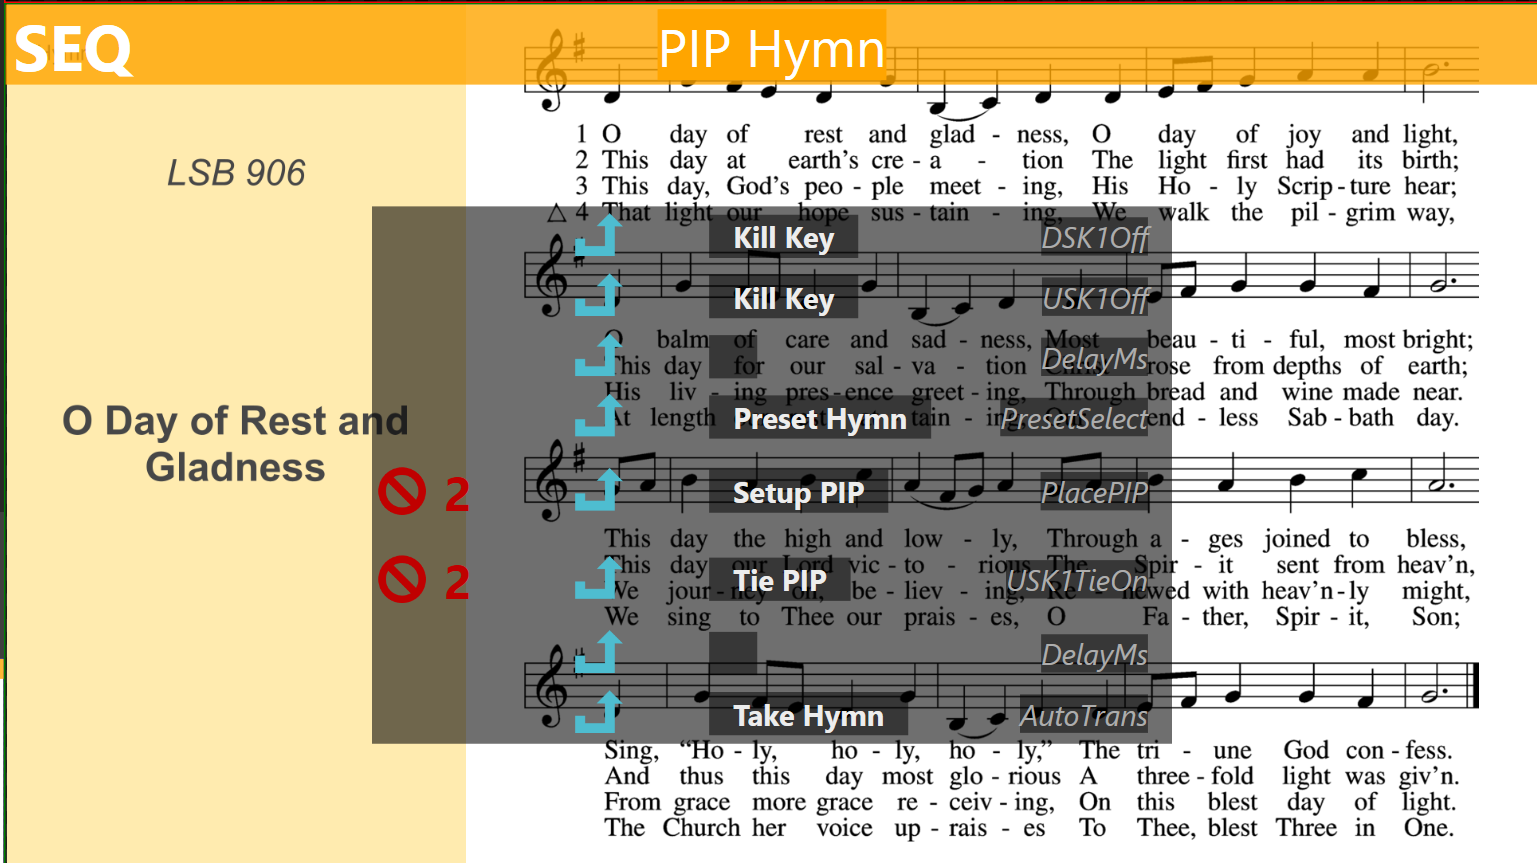 SEQ
PIP Hymn
LSB 906
O Day of Rest and
Gladness
1 O day of rest and glad - ness, O day of joy and light,
2 This day at earth’s cre - a - tion The light first had its birth;
3 This day, God’s peo - ple meet - ing, His Ho - ly Scrip - ture hear;
△ 4 That light our hope sus - tain - ing, We walk the pil - grim way,
Kill Key DSK1Off
Kill Key USK1Off
O balm of care and sad - ness, Most beau - ti - ful, most bright;
DelayMs
This day for our sal - va - tion rose from depths of earth;
His liv - ing pres - ence greet - ing, Through bread and wine made near.
Preset Hymn PresetSelect
At length tain - ing, end - less Sab - bath day.
2 Setup PIP PlacePIP
This day the high and low - ly, Through a - ges joined to bless,
This day our Lord vic - to - rious The Spir - it sent from heav’n,
2 Tie PIP USK1TieOn
We jour - ney on, be - liev - ing, Re - newed with heav’n - ly might,
We sing to Thee our prais - es, O Fa - ther, Spir - it, Son;
DelayMs
Take Hymn AutoTrans
Sing, “Ho - ly, ho - ly, ho - ly,” The tri - une God con - fess.
And thus this day most glo - rious A three - fold light was giv’n.
From grace more grace re - ceiv - ing, On this blest day of light.
The Church her voice up - rais - es To Thee, blest Three in One.